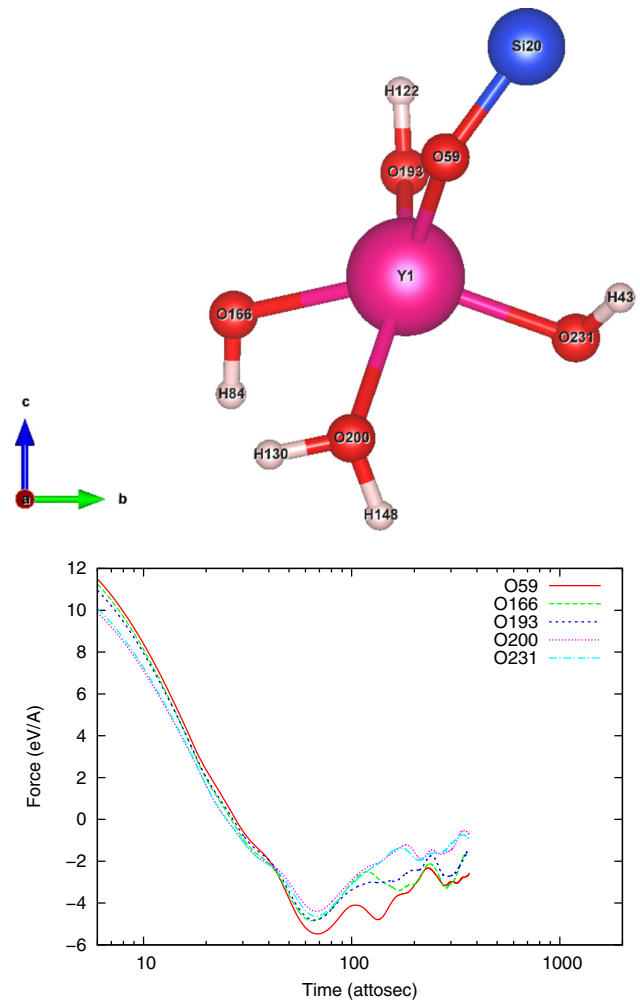 Si20
H122
O59
O193
Y1
H43
O166
O231
H84
O200
H130
H148
c
a
b
12
10
8
6
4
2
0
-2
-4
-6
Force (eV/A)
O59
O166
O193
O200
O231
10
100
1000
Time (attosec)